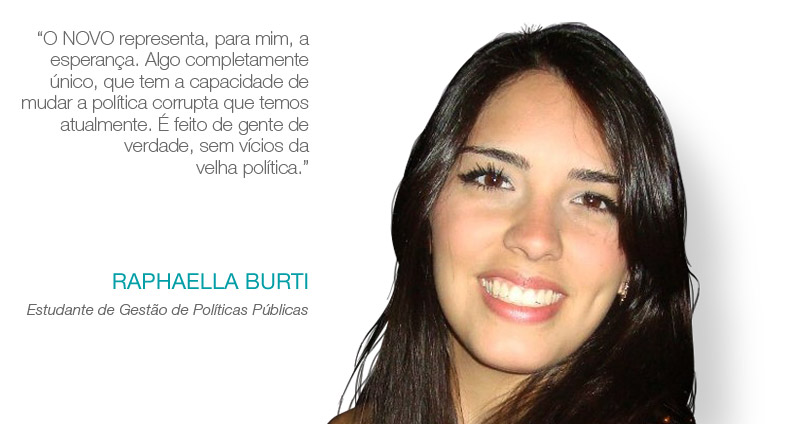 “O NOVO representa, para mim, a
esperança. Algo completamente
único, que tem a capacidade de
mudar a política corrupta que temos
atualmente. É feito de gente de
verdade, sem vícios da
velha política.”
RAPHAELLA BURTI
Estudante de Gestão de Políticas Públicas